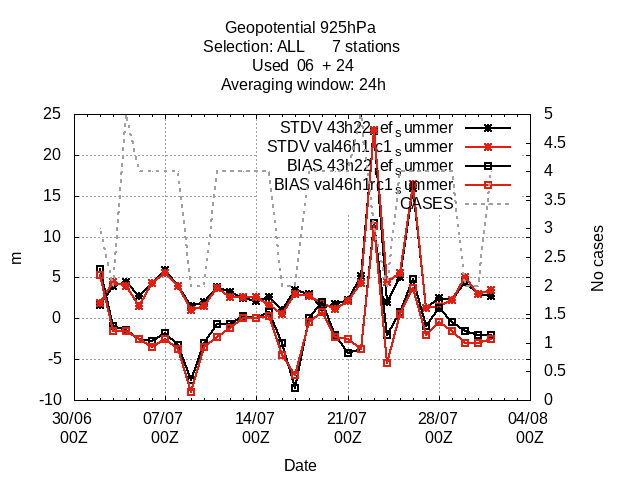 Geopotential 925hPa
Selection: ALL 7 stations
Used 06 + 24
Averaging window: 24h
STDV 43h22_ref_summer
STDV val46h1rc1_summer
BIAS 43h22_ref_summer
BIAS val46h1rc1_summer
CASES
25
20
15
10
5
0
-5
-10
m
5
4.5
4
3.5
3
2.5
2
1.5
1
0.5
0
No cases
30/06 07/07 14/07 21/07 28/07 04/08
00Z 00Z 00Z 00Z 00Z 00Z
Date